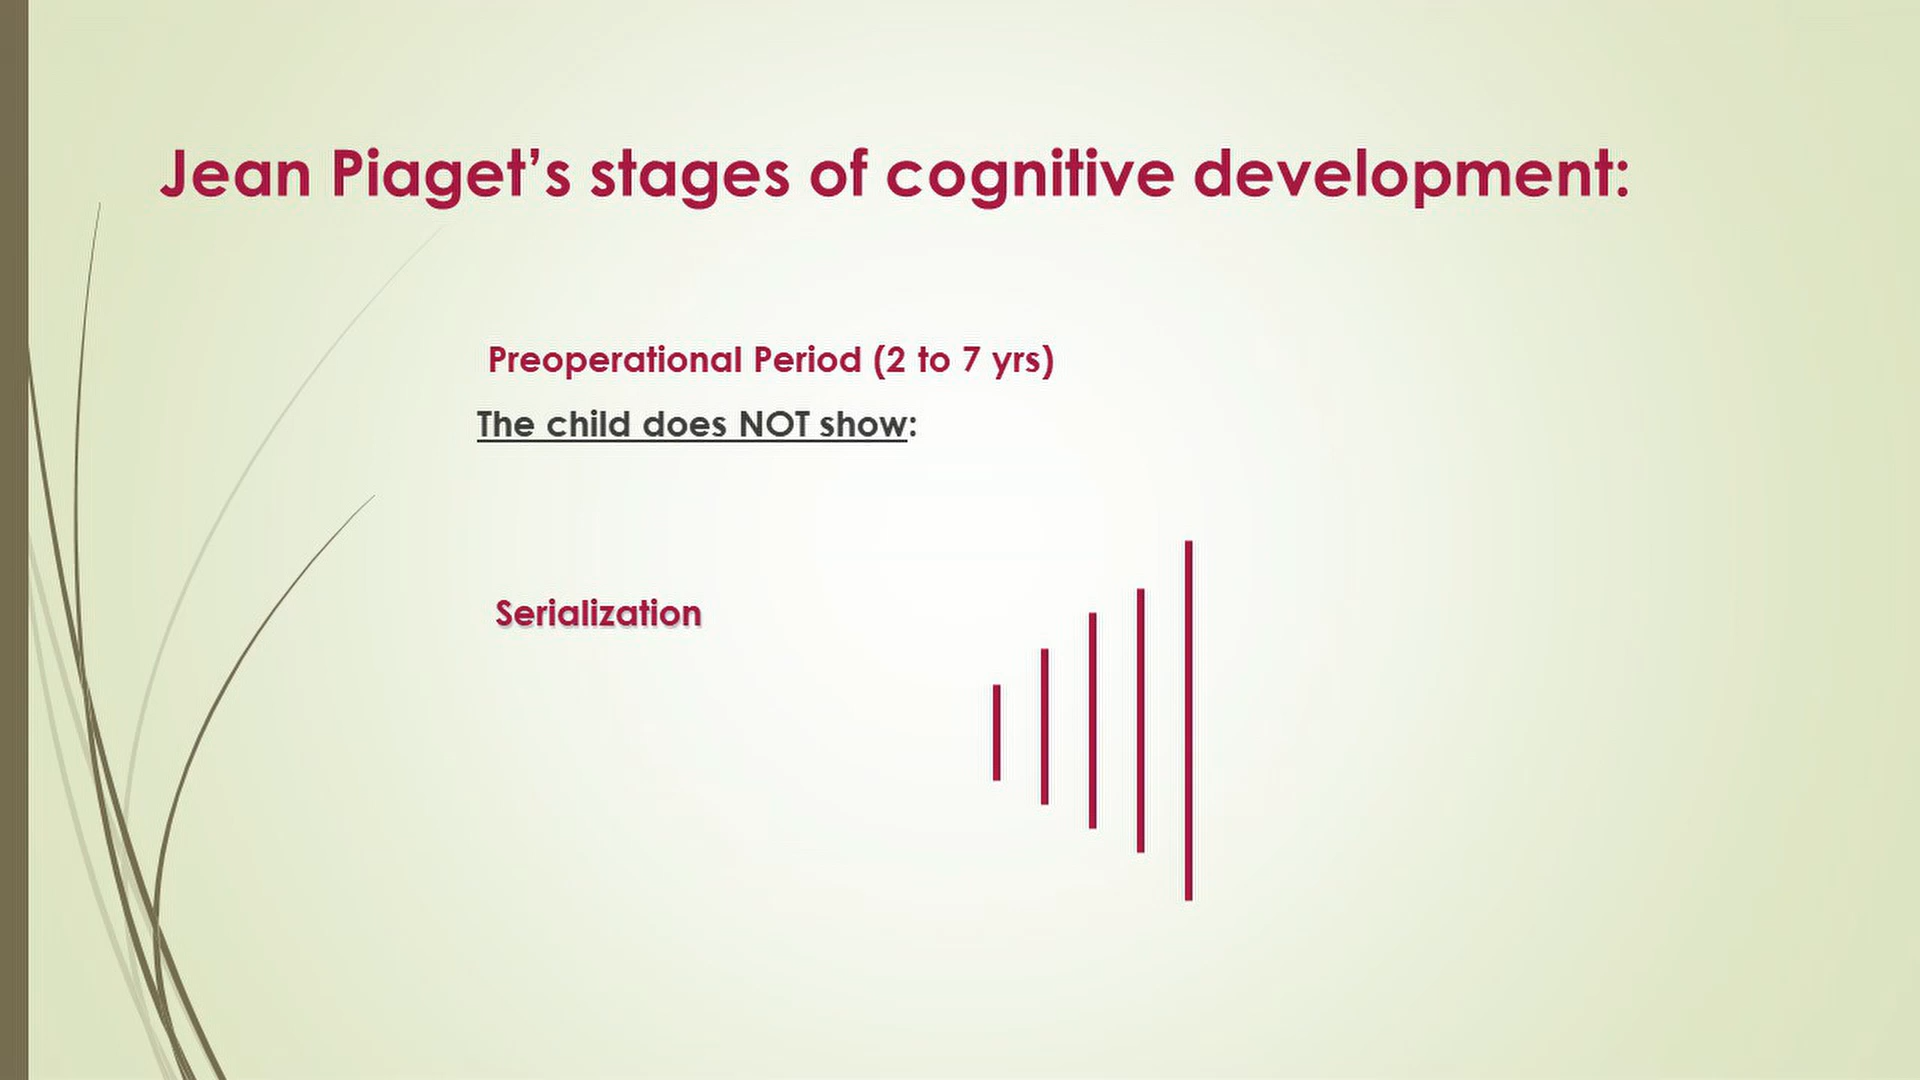 Jean Piaget’s stages of cognitive development:
Preoperational Period (2 to 7 yrs)
The child does NOT show:
Serialization